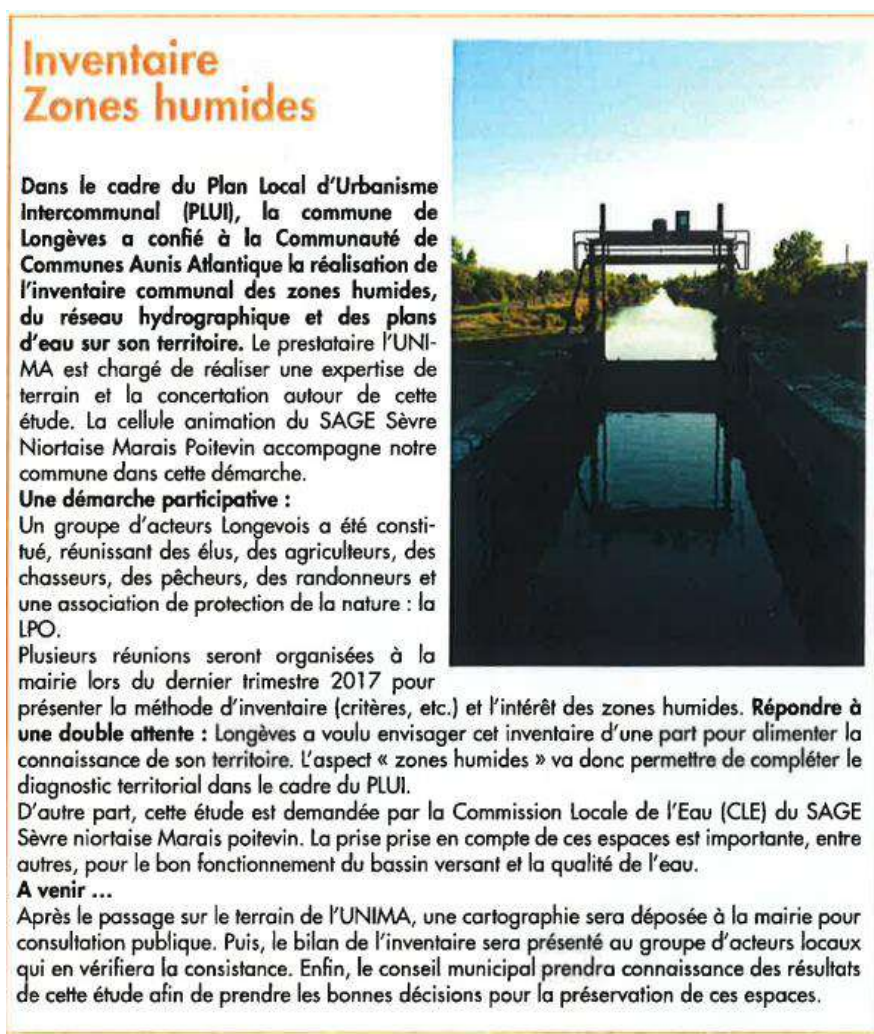 Inventaire
Zones humides
Dans le cadre du Plan Local d'Urbanisme
Intercommunal (PLUI), la commune de
Longèves a confié à la Communauté de
Communes Aunis Atlantique la réalisation de
l'inventaire communal des zones humides,
du réseau hydrographique et des plans
d'eau sur son territoire. Le prestataire l'UNI-
MA est chargé de réaliser une expertise de
terrain et la concertation autour de cette
étude. La cellule animation du SAGE Sèvre
Niortaise Marais Poitevin accompagne notre
commune dans cette démarche.
Une démarche participative :
Un groupe d'acteurs Longevois a été consti-
tué, réunissant des élus, des agriculteurs, des
chasseurs, des pêcheurs, des randonneurs et
une association de protection de la nature : la
LPO.
Plusieurs réunions seront organisées à la
mairie lors du dernier trimestre 2017 pour
présenter la méthode d'inventaire (critères, etc.) et l'intérêt des zones humides. Répondre à
une double attente : Longèves a voulu envisager cet inventaire d'une part pour alimenter la
connaissance de son territoire. L'aspect « zones humides » va donc permettre de compléter le
diagnostic territorial dans le cadre du PLUI.
D'autre part, cette étude est demandée par la Commission Locale de l'Eau (CLE) du SAGE
Sèvre niortaise Marais poitevin. La prise prise en compte de ces espaces est importante, entre
autres, pour le bon fonctionnement du bassin versant et la qualité de l'eau.
A venir ...
Après le passage sur le terrain de l'UNIMA, une cartographie sera déposée à la mairie pour
consultation publique. Puis, le bilan de l'inventaire sera présenté au groupe d'acteurs locaux
qui en vérifiera la consistance. Enfin, le conseil municipal prendra connaissance des résultats
de cette étude afin de prendre les bonnes décisions pour la préservation de ces espaces.